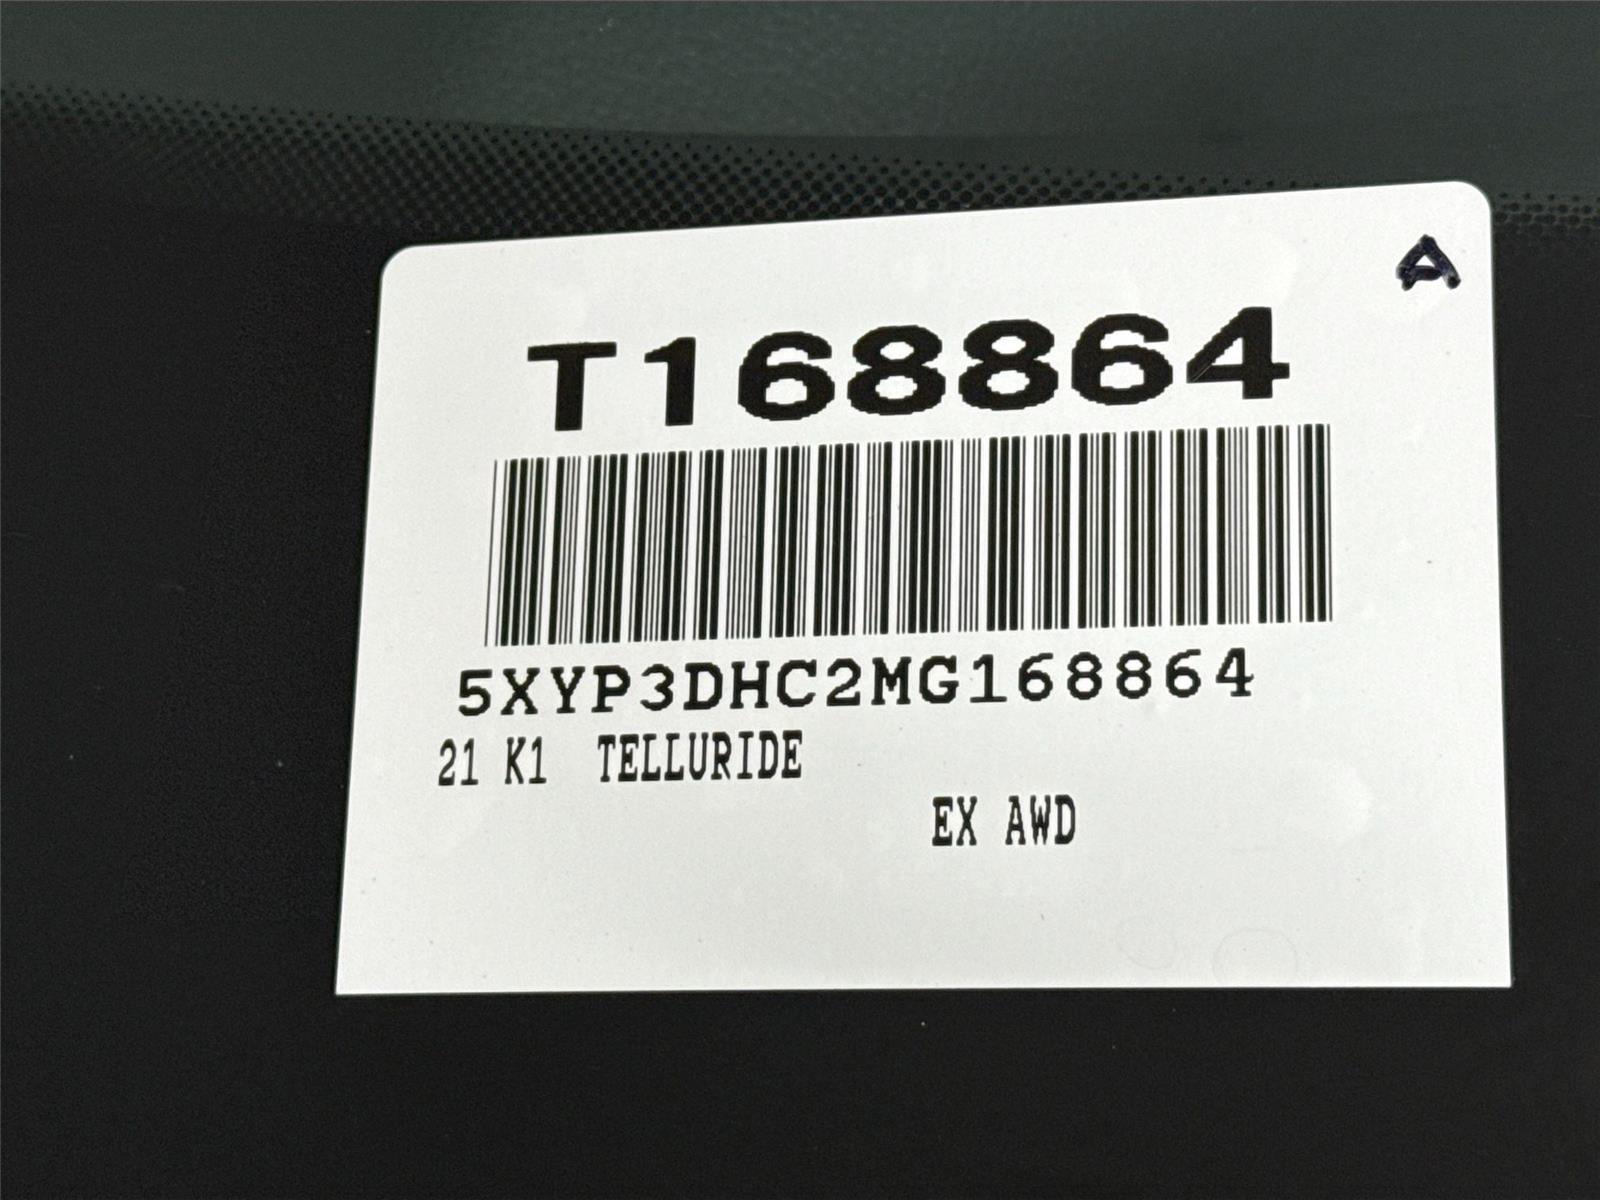 A
T168864
5XYP3DHC2MG168864
21 K1 TELLURIDE
EX AWD